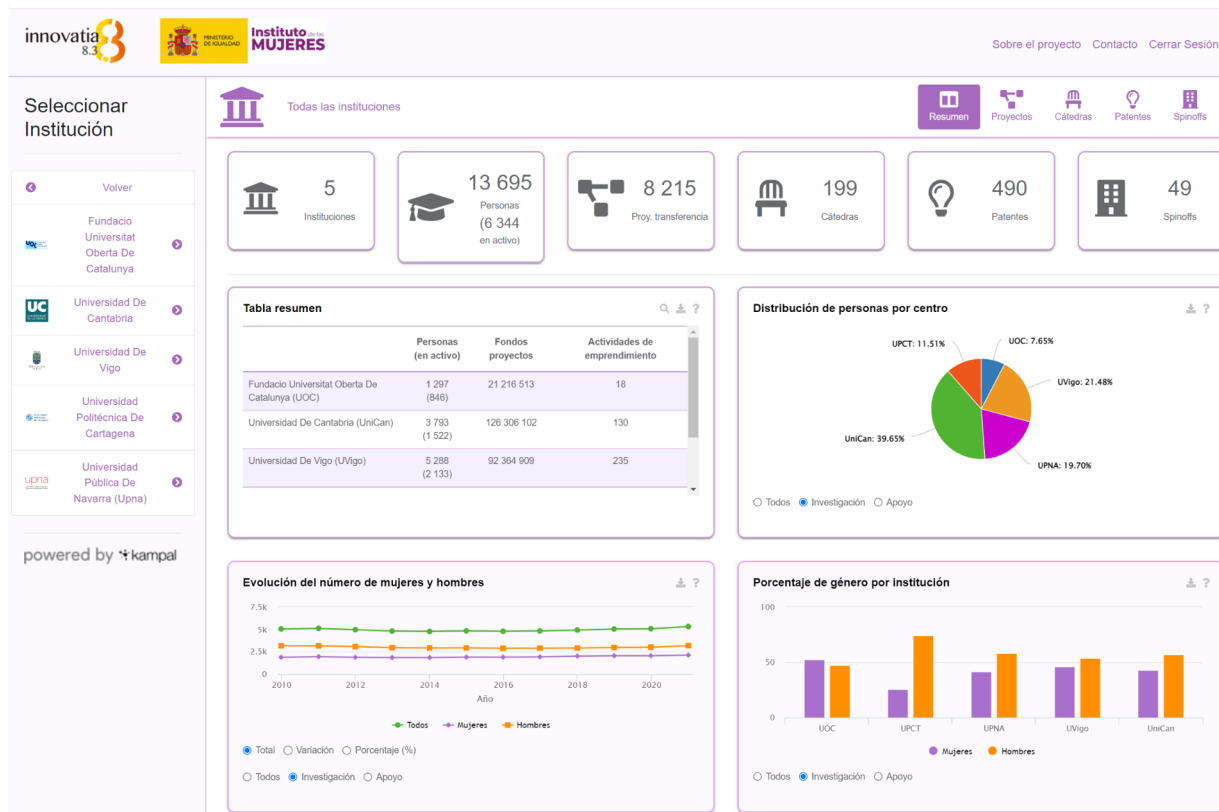 innovatia
8.3
MINISTERIO
DE IGUALDAD
Instituto de las
MUJERES
Sobre el proyecto Contacto Cerrar Sesión
Seleccionar
Institución
Todas las instituciones
Resumen Proyectos Cátedras Patentes Spinoffs
5
Instituciones
13 695
Personas
(6 344
en activo)
8 215
Proy. transferencia
199
Cátedras
490
Patentes
49
Spinoffs
Volver
Fundacio
Universitat
Oberta De
Catalunya
UC
Universidad De
Cantabria
Universidad De
Vigo
Universidad
Politécnica De
Cartagena
upna
Universidad
Pública De
Navarra (Upna)
powered by kampal
Tabla resumen ?
Personas
(en activo)
Fondos
proyectos
Actividades de
emprendimiento
Fundacio Universitat Oberta De
Catalunya (UOC)
1 297
(846)
21 216 513 18
Universidad De Cantabria (UniCan)
3 793
(1 522)
126 306 102 130
Universidad De Vigo (UVigo)
5 288
(2 133)
92 364 909 235
Distribución de personas por centro ?
UPCT: 11.51%
UOC: 7.65%
UVigo: 21.48%
UniCan: 39.65%
UPNA: 19.70%
Todos Investigación Apoyo
Evolución del número de mujeres y hombres ?
7.5k
5k
2.5k
0
2010 2012 2014 2016 2018 2020
Año
Todos Mujeres Hombres
Total Variación Porcentaje (%)
Todos Investigación Apoyo
Porcentaje de género por institución ?
100
50
0
UOC UPCT UPNA UVigo UniCan
Mujeres Hombres
Todos Investigación Apoyo